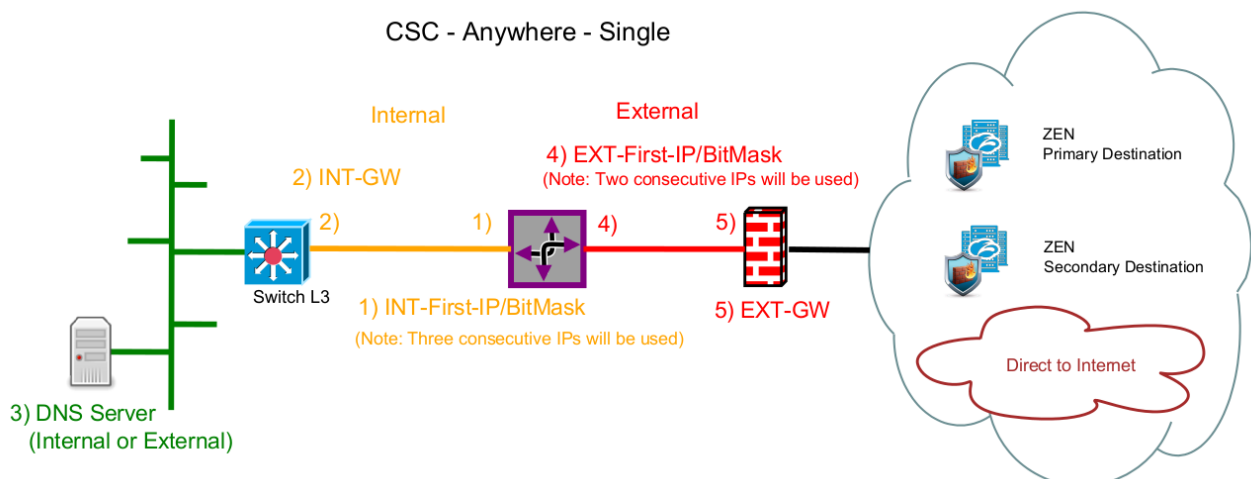 CSC - Anywhere - Single
Internal
External
4) EXT-First-IP/BitMask
(Note: Two consecutive IPs will be used)
2) INT-GW
2)
1)
4)
5)
Switch L3
1) INT-First-IP/BitMask
(Note: Three consecutive IPs will be used)
5) EXT-GW
3) DNS Server
(Internal or External)
ZEN
Primary Destination
ZEN
Secondary Destination
Direct to Internet